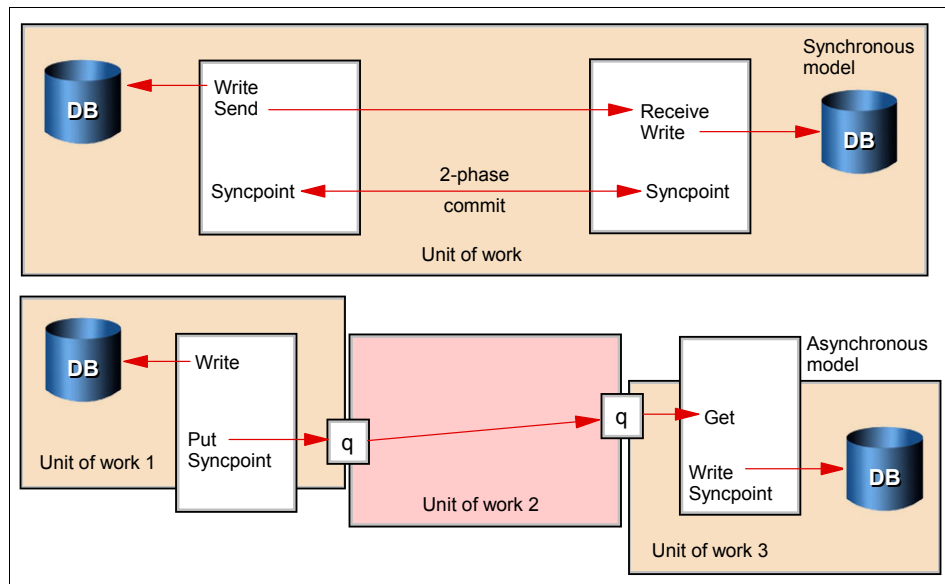 Synchronous
model
DB
Write
Send
Receive
Write
DB
Syncpoint
2-phase
commit
Syncpoint
Unit of work
DB
Write
Put
Syncpoint
Unit of work 1
q
Unit of work 2
q
Asynchronous
model
Get
Write
Syncpoint
DB
Unit of work 3